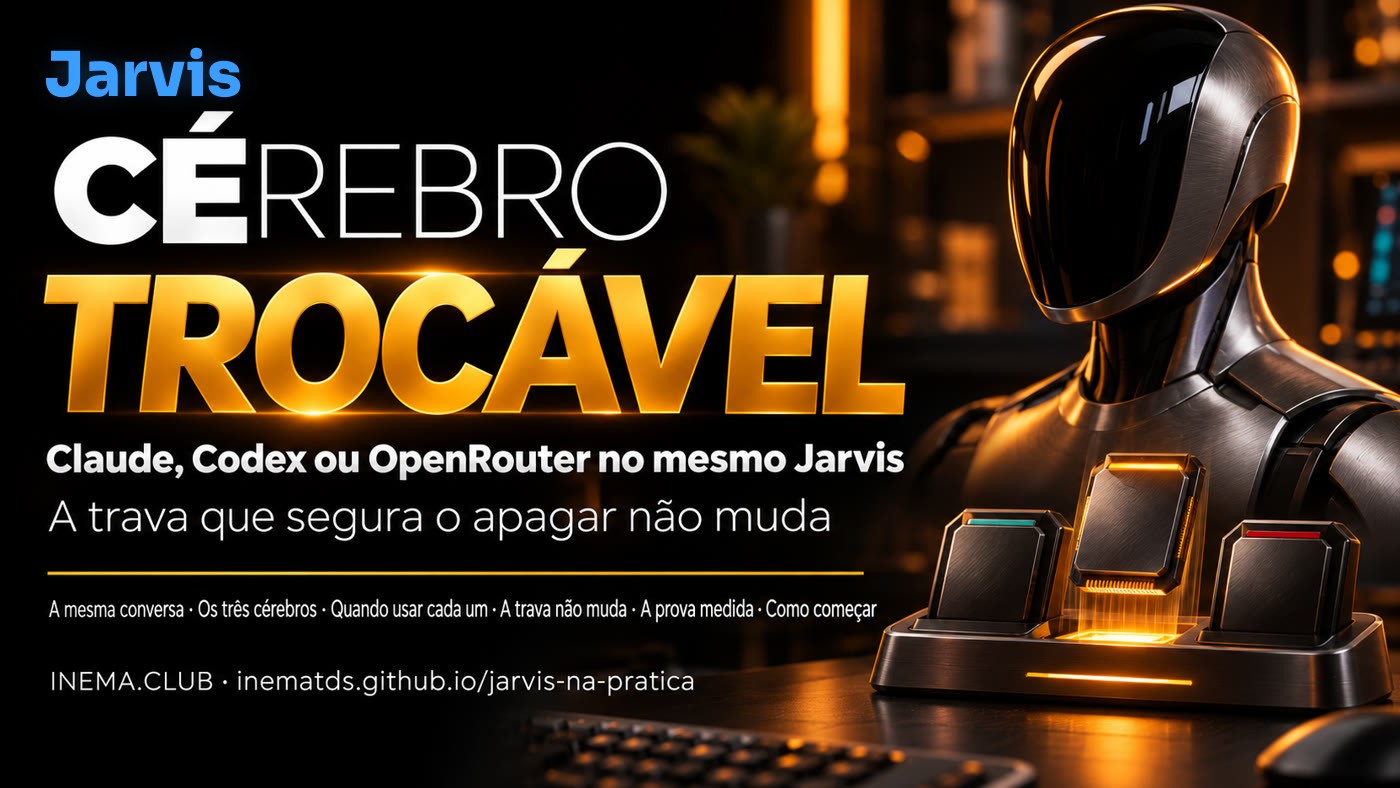 Jarvis
CÉREBRO
TROCÁVEL
Claude, Codex ou OpenRouter no mesmo Jarvis
A trava que segura o apagar não muda
A mesma conversa · Os três cérebros · Quando usar cada um · A trava não muda · A prova medida · Como começar
INEMA.CLUB · inematds.github.io/jarvis-na-pratica